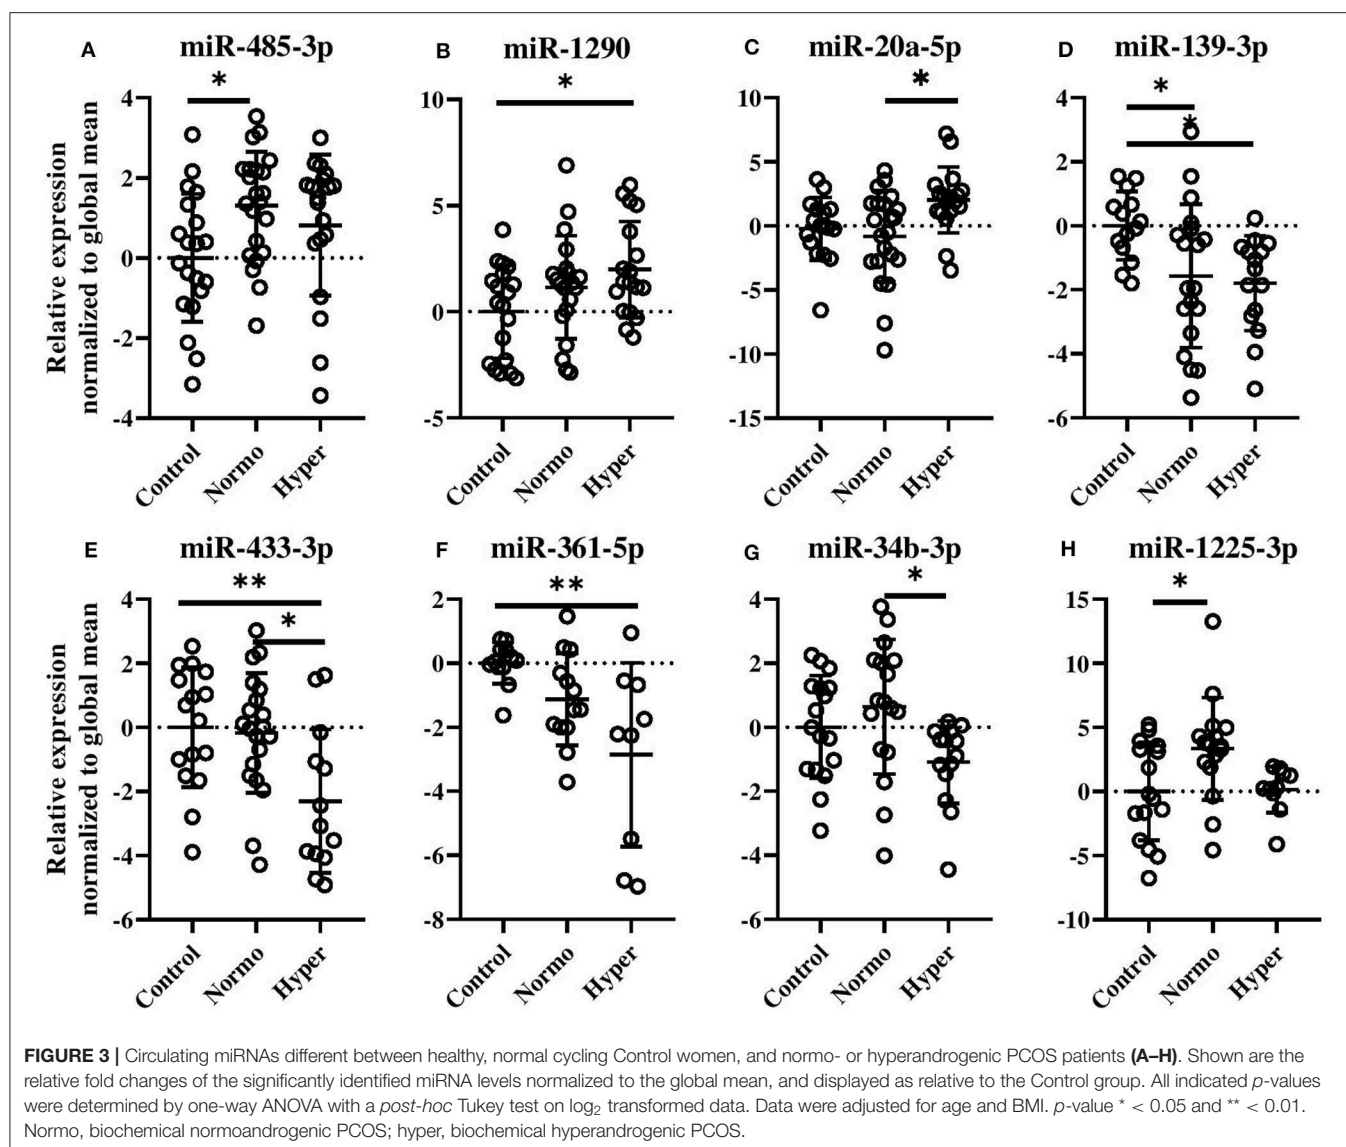 A miR-485-3p
*
Relative expression
normalized to global mean
4
2
0
-2
-4
Control Normo Hyper
B miR-1290
*
10
5
0
-5
Control Normo Hyper
C miR-20a-5p
*
10
5
0
-5
-10
-15
Control Normo Hyper
D miR-139-3p
*
*
4
2
0
-2
-4
-6
Control Normo Hyper
E miR-433-3p
**
*
Relative expression
normalized to global mean
4
2
0
-2
-4
-6
Control Normo Hyper
F miR-361-5p
**
2
0
-2
-4
-6
-8
Control Normo Hyper
G miR-34b-3p
*
4
2
0
-2
-4
-6
Control Normo Hyper
H miR-1225-3p
*
15
10
5
0
-5
-10
Control Normo Hyper
FIGURE 3 | Circulating miRNAs different between healthy, normal cycling Control women, and normo- or hyperandrogenic PCOS patients (A–H). Shown are the
relative fold changes of the significantly identified miRNA levels normalized to the global mean, and displayed as relative to the Control group. All indicated p-values
were determined by one-way ANOVA with a post-hoc Tukey test on log₂ transformed data. Data were adjusted for age and BMI. p-value * < 0.05 and ** < 0.01.
Normo, biochemical normoandrogenic PCOS; hyper, biochemical hyperandrogenic PCOS.